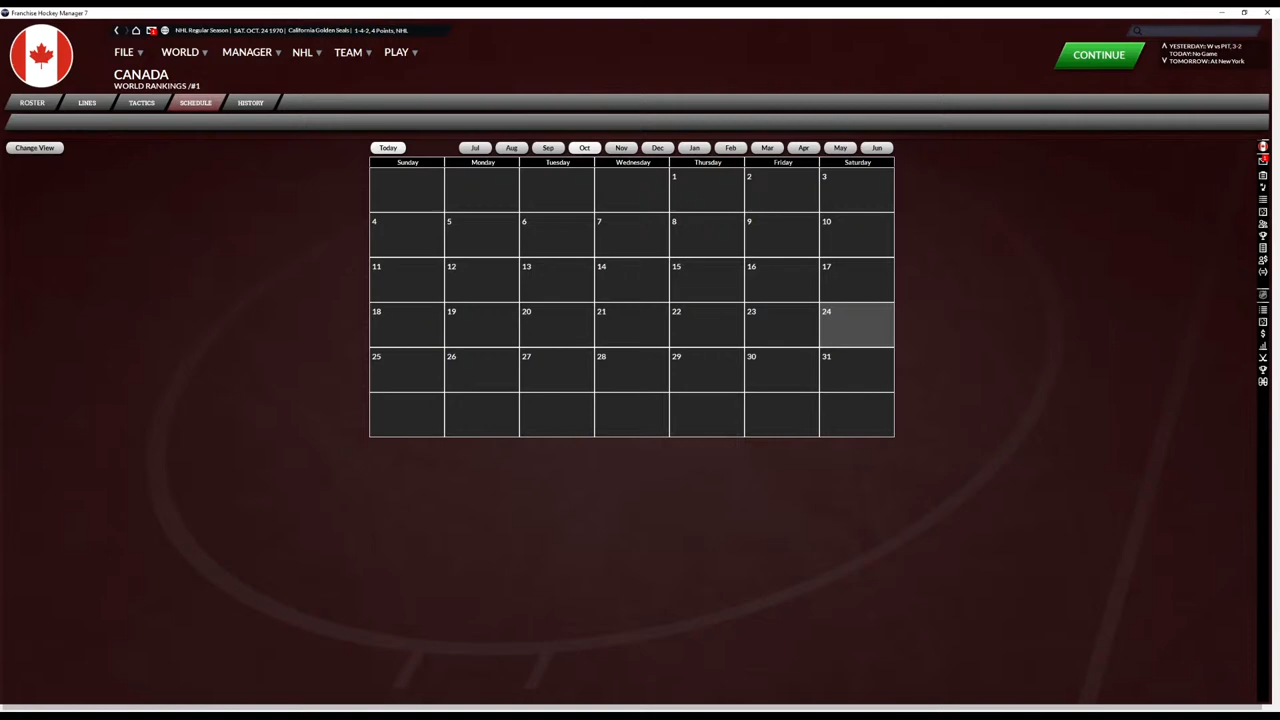 Franchise Hockey Manager 7
NHL Regular Season | SAT. OCT. 24 1970 | California Golden Seals | 1-4-2, 4 Points, NHL
FILE WORLD MANAGER NHL TEAM PLAY
CONTINUE
YESTERDAY: W vs PIT, 3-2
TODAY: No Game
TOMORROW: At New York
CANADA
WORLD RANKINGS /#1
ROSTER LINES TACTICS SCHEDULE HISTORY
Change View
Today Jul Aug Sep Oct Nov Dec Jan Feb Mar Apr May Jun
Sunday Monday Tuesday Wednesday Thursday Friday Saturday
1 2 3
4 5 6 7 8 9 10
11 12 13 14 15 16 17
18 19 20 21 22 23 24
25 26 27 28 29 30 31